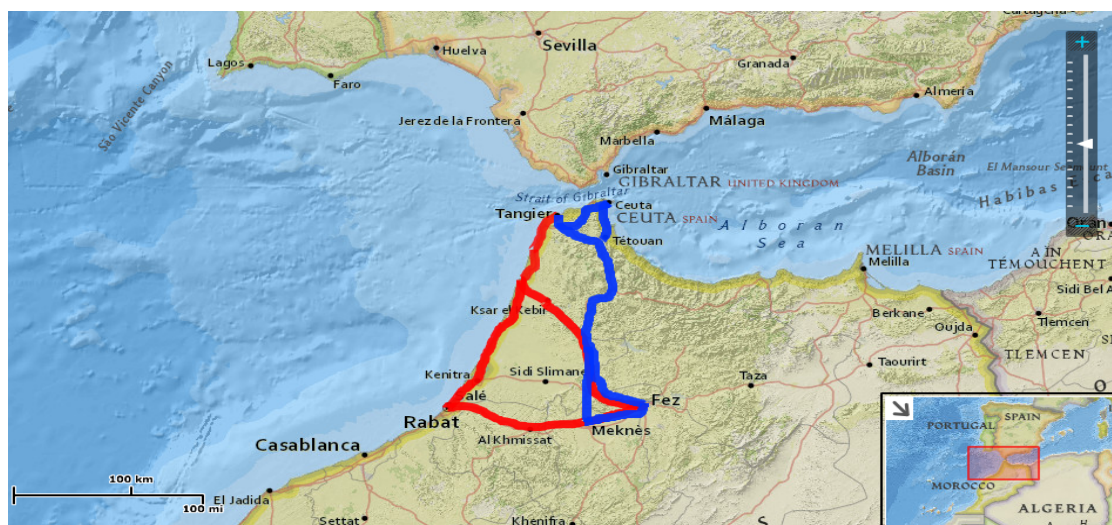 Cartagena
Sevilla
Huelva
Lagos
Faro
Granada
São Vicente Canyon
Almería
Jerez de la Frontera
Málaga
Marbella
Gibraltar
GIBRALTAR UNITED KINGDOM
Alborán
Basin
El Mansour Seamount
Habibas
Strait of Gibraltar
Ceuta
CEUTA SPAIN
Tangier
Alboran
Sea
Oran
Tétouan
MELILLA SPAIN
Melilla
AÏN
TÉMOUCHENT
Sidi Bel A
Ksar el Kebir
Berkane
Tlemcen
Oujda
TLEMCEN
Taourirt
Kenitra
Sidi Slimane
Taza
Salé
Fez
Rabat
Meknès
Al Khmissat
Casablanca
100 km
100 mi
El Jadida
Settat
Khenifra
S
O
SPAIN
PORTUGAL
MOROCCO
ALGERIA